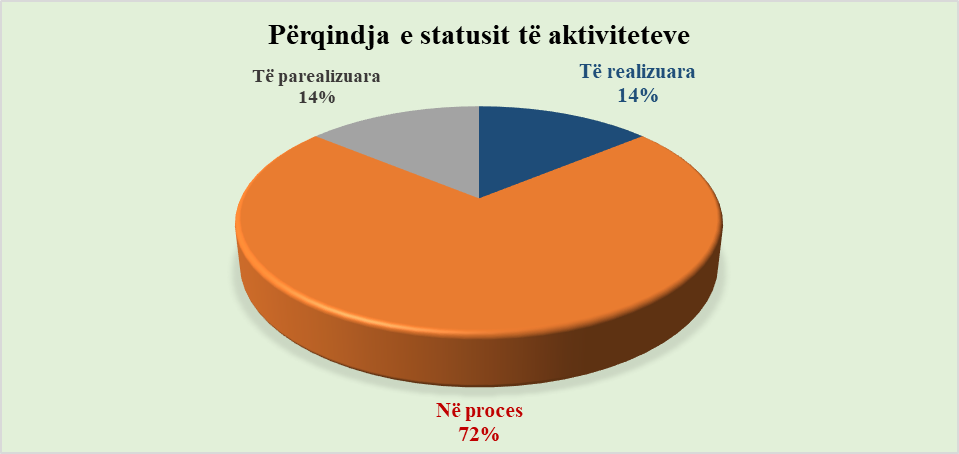 Përqindja e statusit të aktiviteteve
Të parealizuara
14%
Të realizuara
14%
Në proces
72%